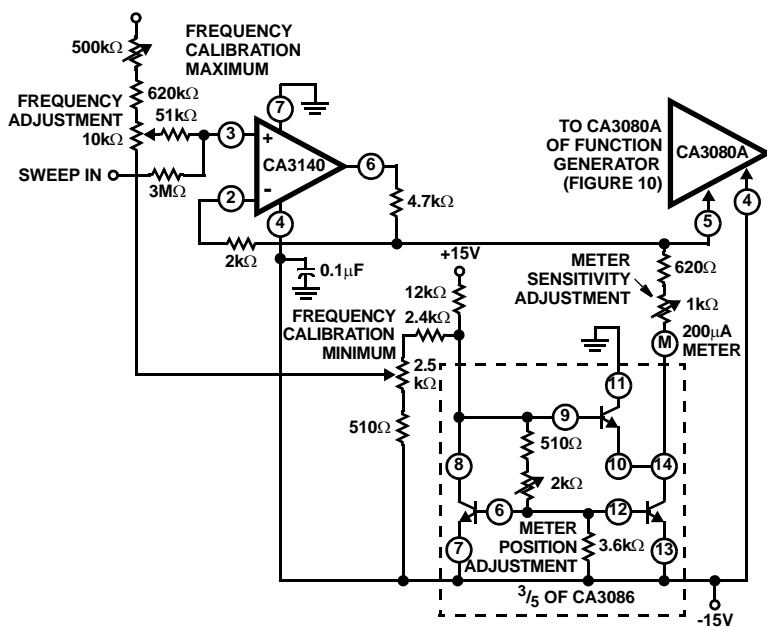 500kΩ
FREQUENCY
CALIBRATION
MAXIMUM
620kΩ
FREQUENCY
ADJUSTMENT
10kΩ
51kΩ
7
3
+
CA3140
6
SWEEP IN
3MΩ
2
-
4
4.7kΩ
2kΩ
0.1μF
TO CA3080A
OF FUNCTION
GENERATOR
(FIGURE 10)
CA3080A
5
4
+15V
METER
SENSITIVITY
ADJUSTMENT
620Ω
1kΩ
12kΩ
2.4kΩ
FREQUENCY
CALIBRATION
MINIMUM
M
200μA
METER
2.5
kΩ
510Ω
11
9
510Ω
8
10
14
2kΩ
6
12
7
METER
POSITION
ADJUSTMENT
3.6kΩ
13
3/5 OF CA3086
-15V